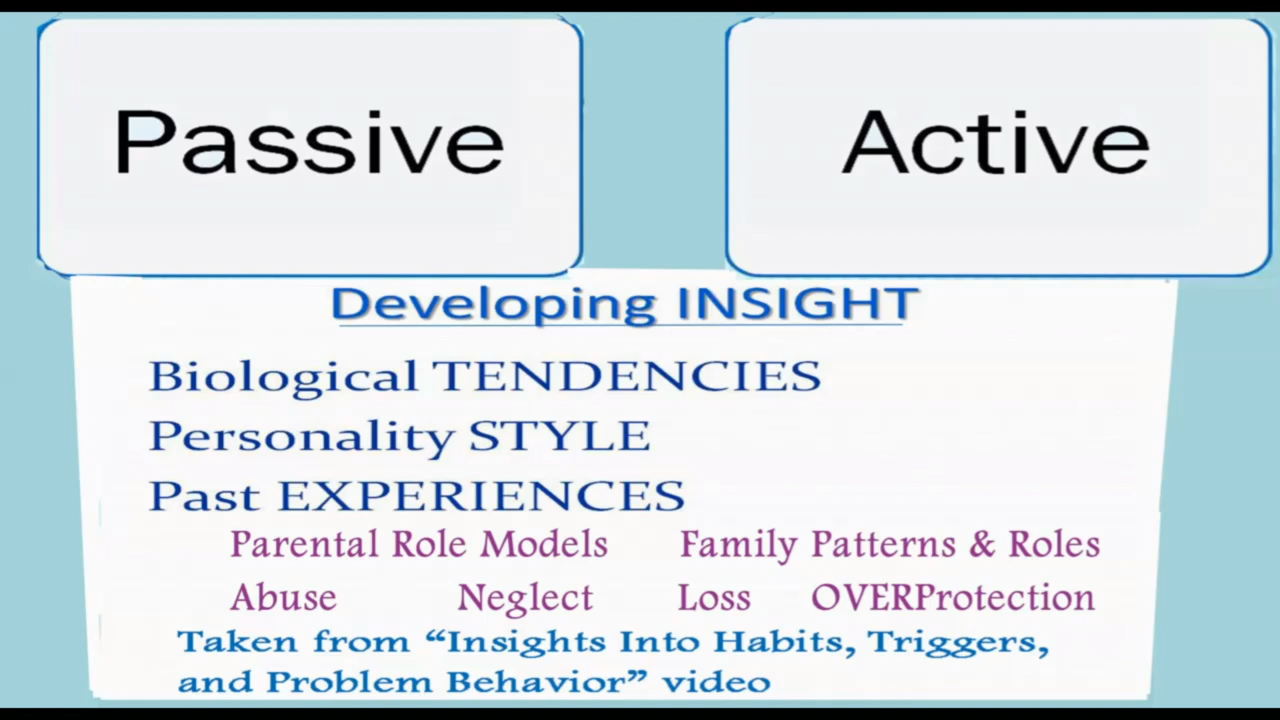 Passive
Active
Developing INSIGHT
Biological TENDENCIES
Personality STYLE
Past EXPERIENCES
Parental Role Models Family Patterns & Roles
Abuse Neglect Loss OVERProtection
Taken from “Insights Into Habits, Triggers,
and Problem Behavior” video